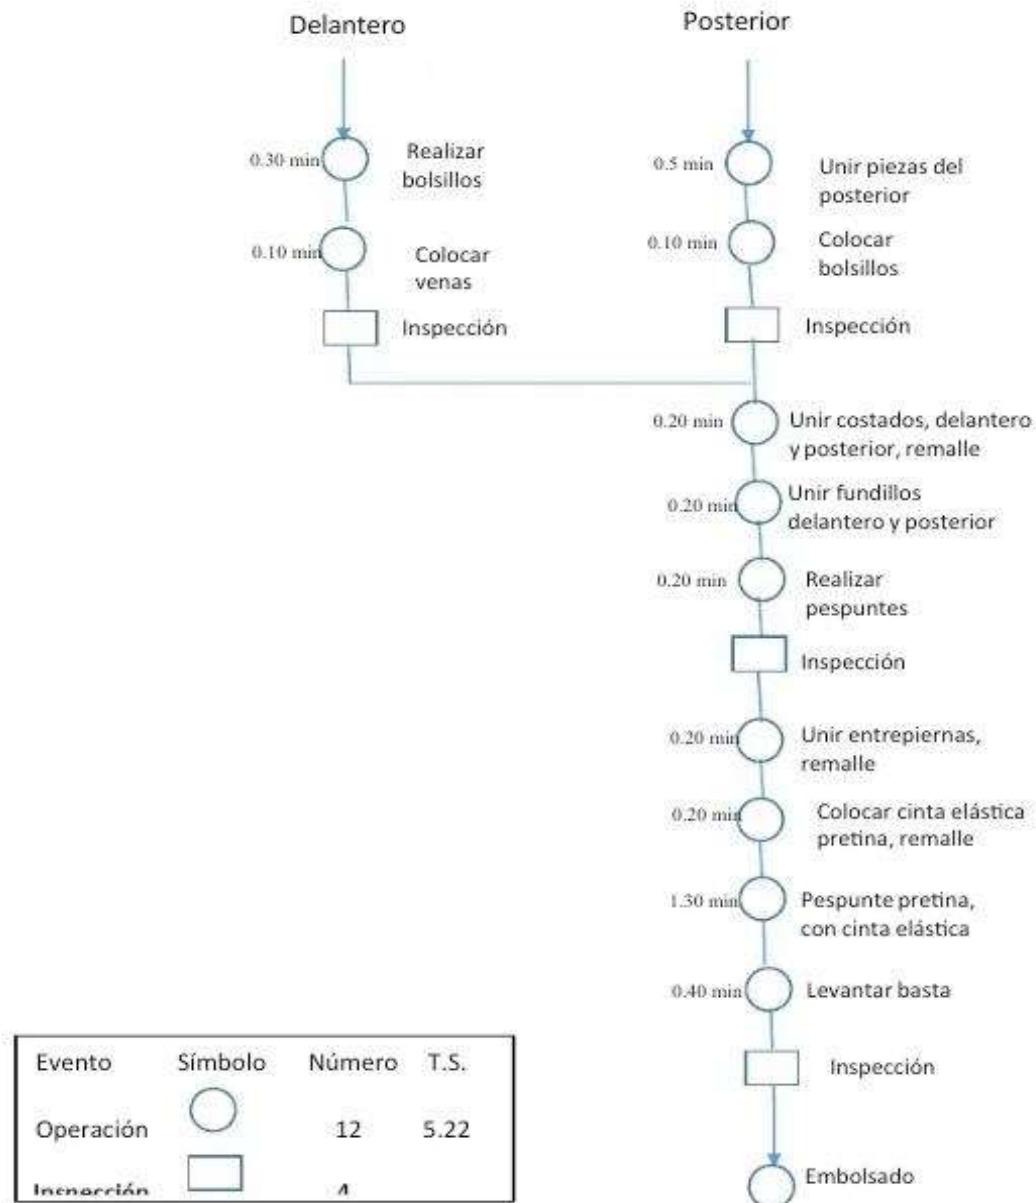 Delantero
Posterior
0.30 min
Realizar
bolsillos
0.10 min
Colocar
venas
Inspección
0.5 min
Unir piezas del
posterior
0.10 min
Colocar
bolsillos
Inspección
0.20 min
Unir costados, delantero
y posterior, remalle
0.20 min
Unir fundillos
delantero y posterior
0.20 min
Realizar
pespuntes
Inspección
0.20 min
Unir entrepiernas,
remalle
0.20 min
Colocar cinta elástica
pretina, remalle
1.30 min
Pespunte pretina,
con cinta elástica
0.40 min
Levantar basta
Inspección
Embolsado
Evento Símbolo Número T.S.
Operación 12 5.22
Inspección 4